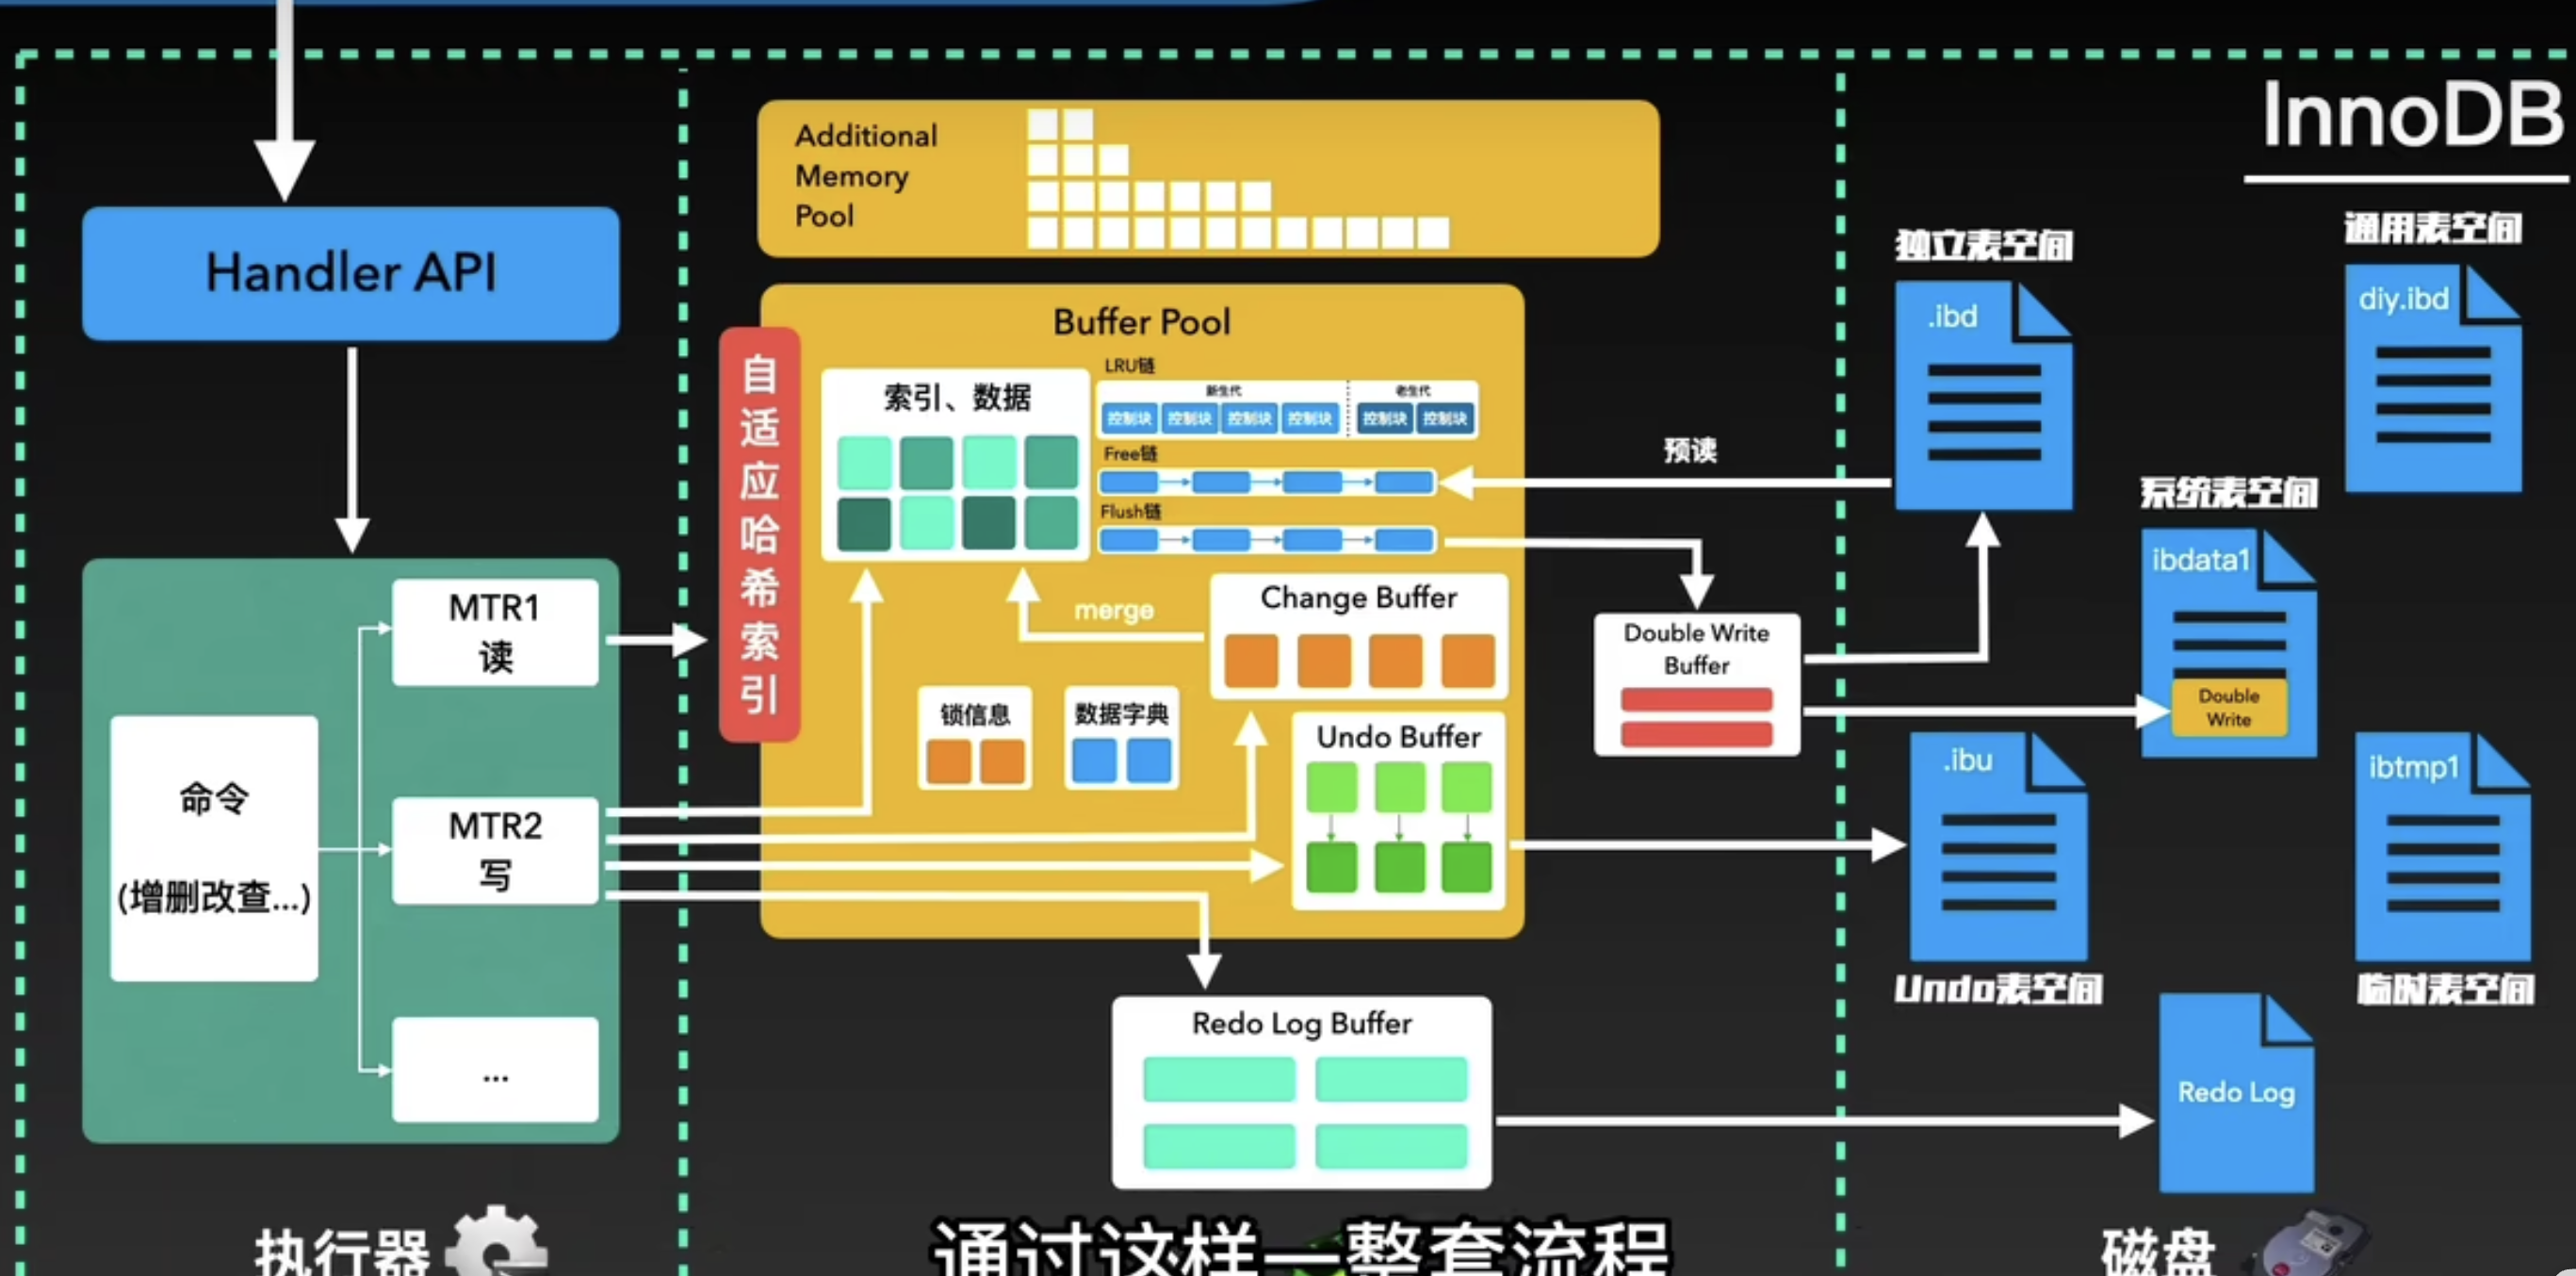 InnoDB
Handler API
MTR1
读
命令
(增删改查...)
MTR2
写
...
执行器
Additional
Memory
Pool
Buffer Pool
自适应哈希索引
索引、数据
LRU链
新生代
老生代
控制块
控制块
控制块
控制块
控制块
控制块
Free链
Flush链
预读
merge
Change Buffer
锁信息
数据字典
Undo Buffer
Double Write
Buffer
Redo Log Buffer
通过这样一整套流程
独立表空间
.ibd
通用表空间
diy.ibd
系统表空间
ibdata1
Double
Write
.ibu
Undo表空间
ibtmp1
临时表空间
Redo Log
磁盘